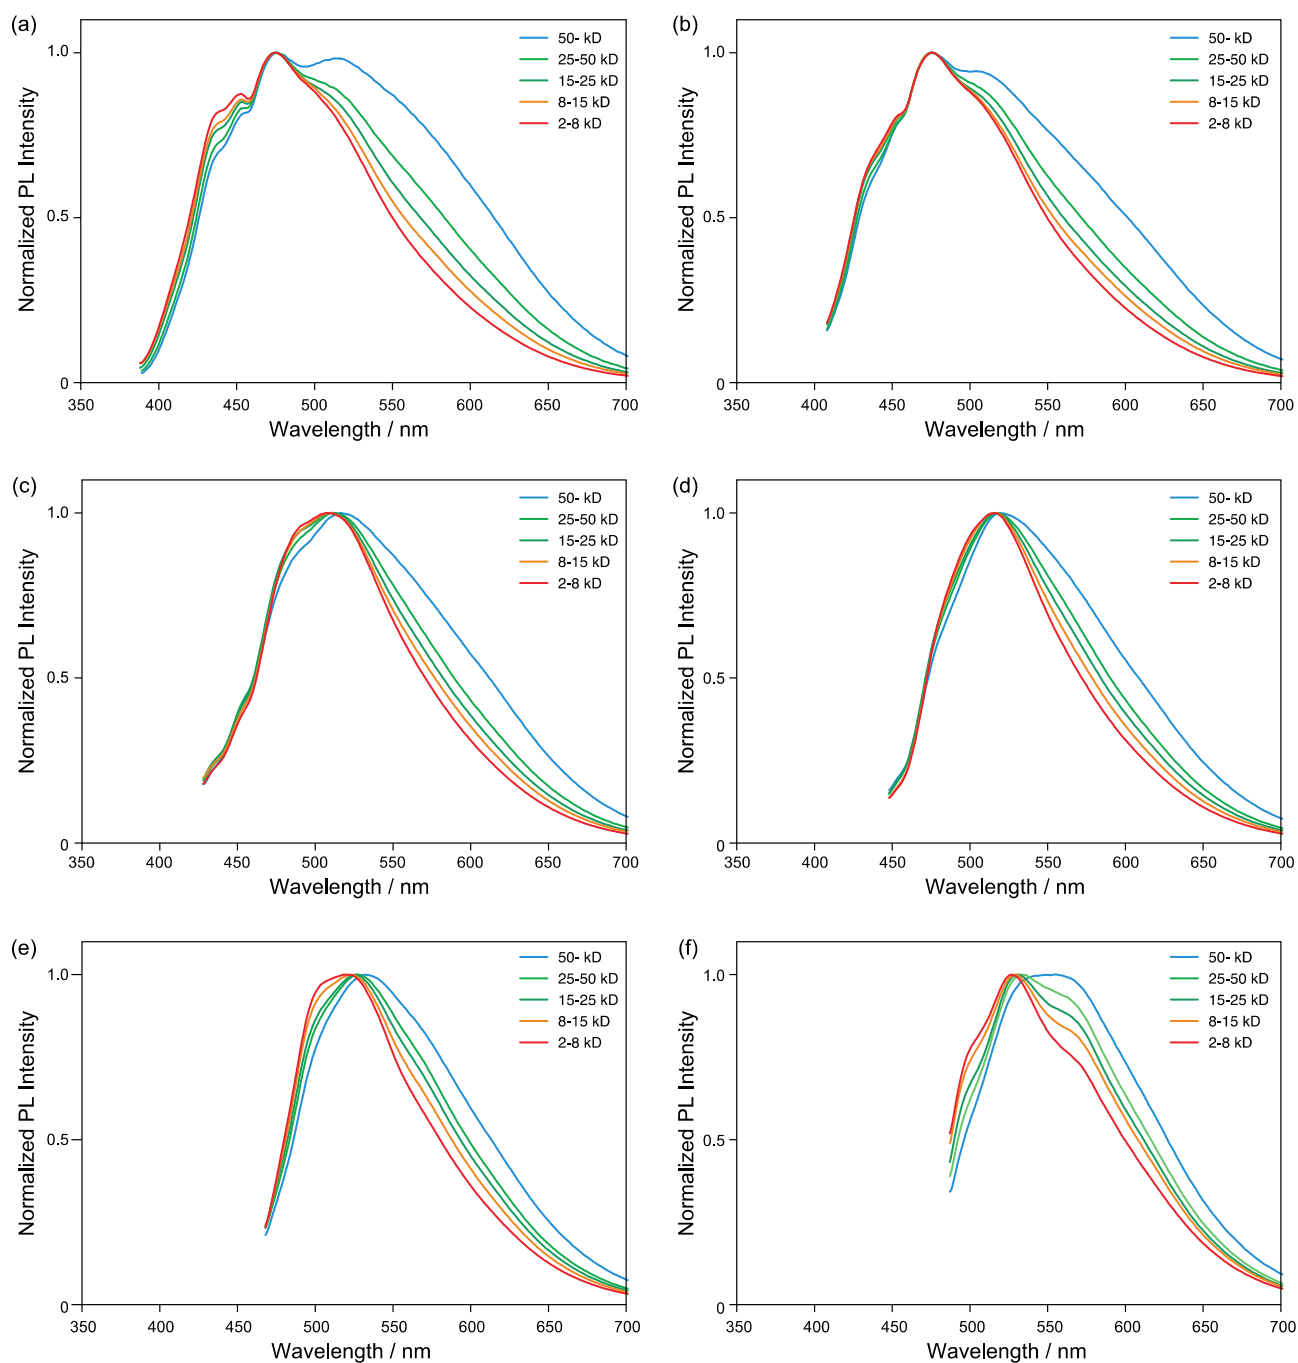 (a)
Normalized PL Intensity
1.0
0.5
0
50- kD
25-50 kD
15-25 kD
8-15 kD
2-8 kD
350 400 450 500 550 600 650 700
Wavelength / nm
(b)
Normalized PL Intensity
1.0
0.5
0
50- kD
25-50 kD
15-25 kD
8-15 kD
2-8 kD
350 400 450 500 550 600 650 700
Wavelength / nm
(c)
Normalized PL Intensity
1.0
0.5
0
50- kD
25-50 kD
15-25 kD
8-15 kD
2-8 kD
350 400 450 500 550 600 650 700
Wavelength / nm
(d)
Normalized PL Intensity
1.0
0.5
0
50- kD
25-50 kD
15-25 kD
8-15 kD
2-8 kD
350 400 450 500 550 600 650 700
Wavelength / nm
(e)
Normalized PL Intensity
1.0
0.5
0
50- kD
25-50 kD
15-25 kD
8-15 kD
2-8 kD
350 400 450 500 550 600 650 700
Wavelength / nm
(f)
Normalized PL Intensity
1.0
0.5
0
50- kD
25-50 kD
15-25 kD
8-15 kD
2-8 kD
350 400 450 500 550 600 650 700
Wavelength / nm